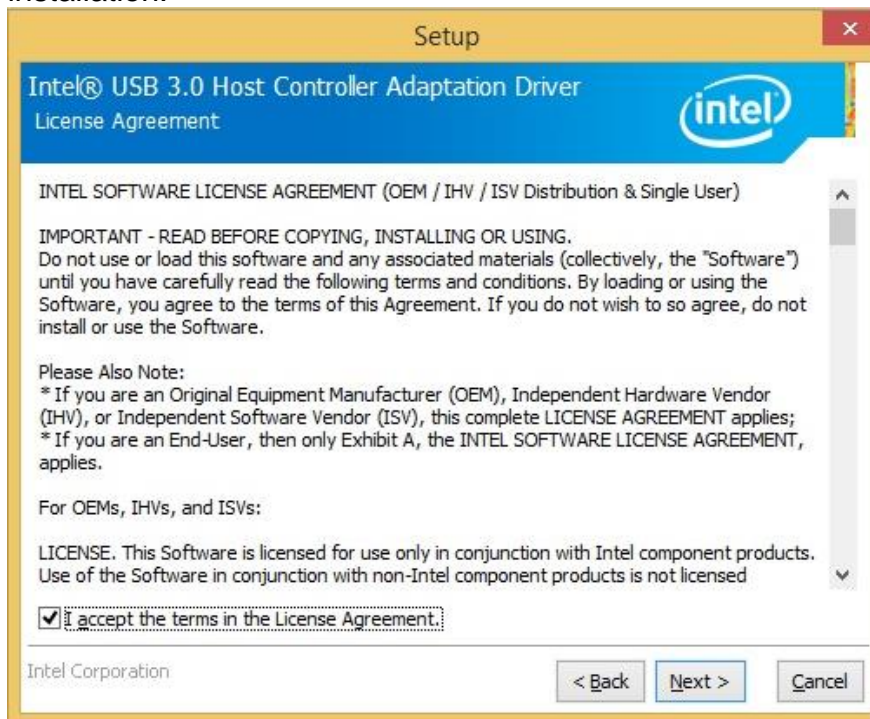 installation.
Setup
Intel® USB 3.0 Host Controller Adaptation Driver
License Agreement
intel
INTEL SOFTWARE LICENSE AGREEMENT (OEM / IHV / ISV Distribution & Single User)
IMPORTANT - READ BEFORE COPYING, INSTALLING OR USING.
Do not use or load this software and any associated materials (collectively, the "Software")
until you have carefully read the following terms and conditions. By loading or using the
Software, you agree to the terms of this Agreement. If you do not wish to so agree, do not
install or use the Software.
Please Also Note:
* If you are an Original Equipment Manufacturer (OEM), Independent Hardware Vendor
(IHV), or Independent Software Vendor (ISV), this complete LICENSE AGREEMENT applies;
* If you are an End-User, then only Exhibit A, the INTEL SOFTWARE LICENSE AGREEMENT,
applies.
For OEMs, IHVs, and ISVs:
LICENSE. This Software is licensed for use only in conjunction with Intel component products.
Use of the Software in conjunction with non-Intel component products is not licensed
I accept the terms in the License Agreement.
Intel Corporation
< Back Next > Cancel